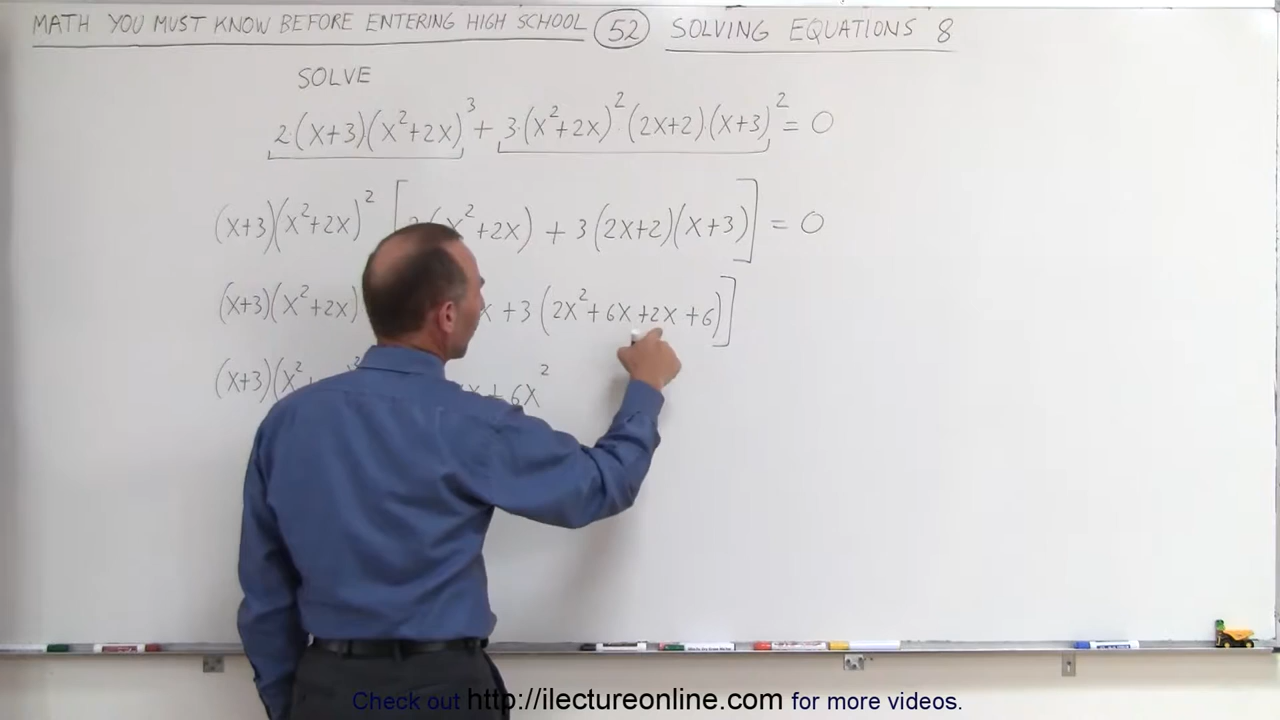 MATH YOU MUST KNOW BEFORE ENTERING HIGH SCHOOL 52 SOLVING EQUATIONS 8
SOLVE
2·(x+3)(x²+2x)³ + 3·(x²+2x)²·(2x+2)·(x+3)² = 0
(x+3)(x²+2x)² [ x²+2x) + 3(2x+2)(x+3)] = 0
(x+3)(x²+2x) x + 3(2x²+6x+2x+6)]
(x+3)(x² x + 6x²
Check out http://ilectureonline.com for more videos.